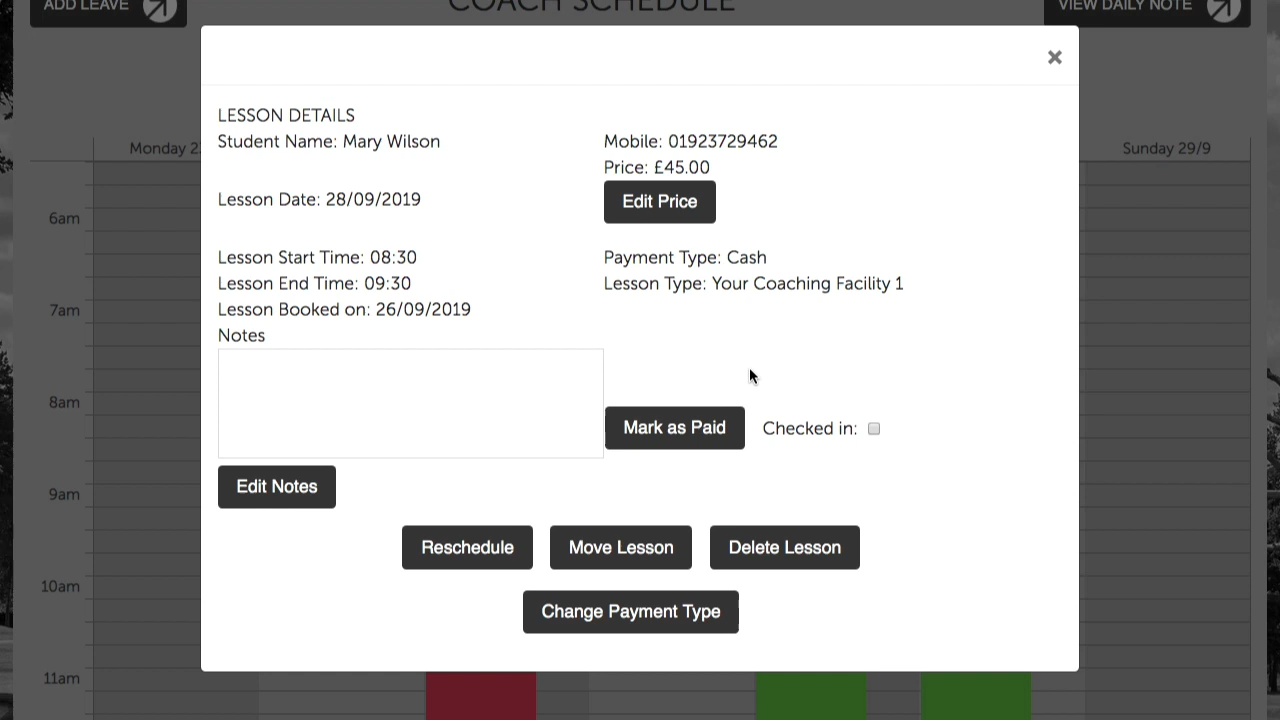 ADD LEAVE
COACH SCHEDULE
VIEW DAILY NOTE
×
LESSON DETAILS
Student Name: Mary Wilson
Mobile: 01923729462
Price: £45.00
Monday 2
Sunday 29/9
Lesson Date: 28/09/2019
Edit Price
6am
Lesson Start Time: 08:30
Payment Type: Cash
Lesson End Time: 09:30
Lesson Type: Your Coaching Facility 1
Lesson Booked on: 26/09/2019
7am
Notes
8am
Mark as Paid
Checked in:
Edit Notes
9am
Reschedule
Move Lesson
Delete Lesson
10am
Change Payment Type
11am